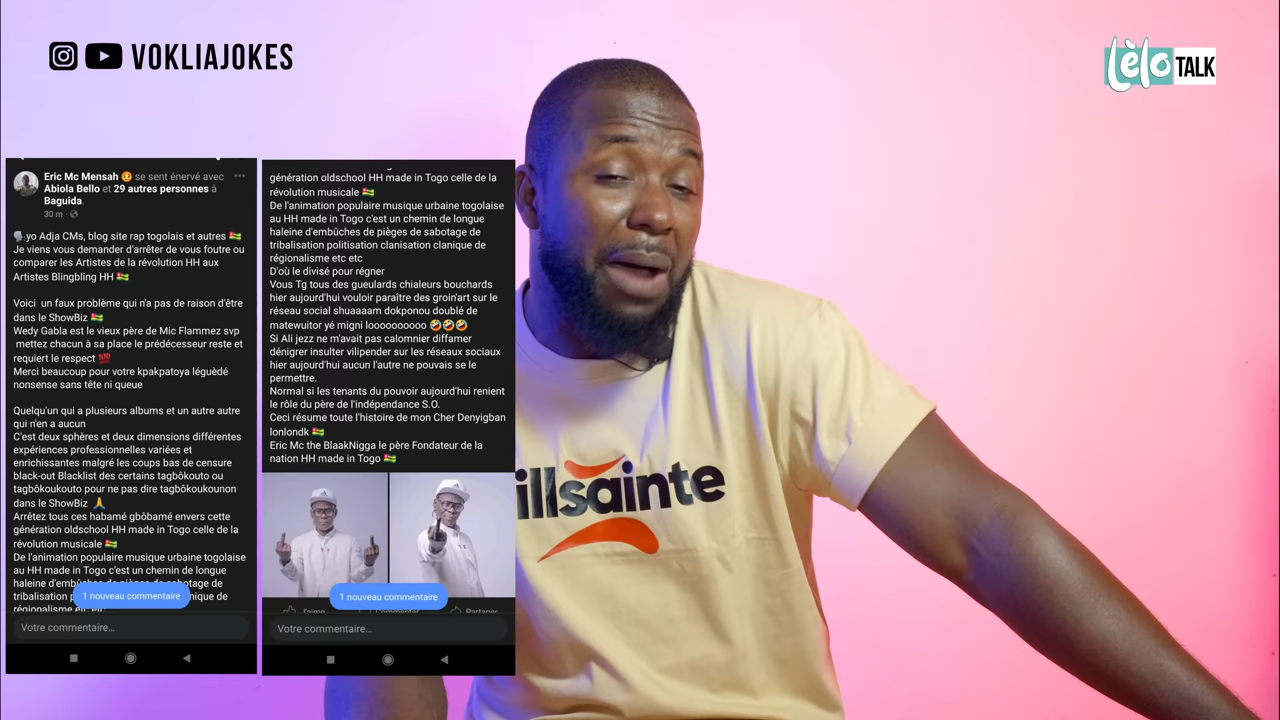 VOKLIAJOKES
Lèlo TALK
Eric Mc Mensah 😡 se sent énervé avec
Abiola Bello et 29 autres personnes à
Baguida.
30 m ·
🗣yo Adja CMs, blog site rap togolais et autres 🇹🇬
Je viens vous demander d'arrêter de vous foutre ou
comparer les Artistes de la révolution HH aux
Artistes Blingbling HH 🇹🇬
Voici un faux problème qui n'a pas de raison d'être
dans le ShowBiz 🇹🇬
Wedy Gabla est le vieux père de Mic Flammez svp
mettez chacun à sa place le prédécesseur reste et
requiert le respect 💯
Merci beaucoup pour votre kpakpatoya léguèdé
nonsense sans tête ni queue
Quelqu'un qui a plusieurs albums et un autre autre
qui n'en a aucun
C'est deux sphères et deux dimensions différentes
expériences professionnelles variées et
enrichissantes malgré les coups bas de censure
black-out Blacklist des certains tagbôkouto ou
tagbôkoukouto pour ne pas dire tagbôkoukounon
dans le ShowBiz 🙏
Arrêtez tous ces habamé gbôbamé envers cette
génération oldschool HH made in Togo celle de la
révolution musicale 🇹🇬
De l'animation populaire musique urbaine togolaise
au HH made in Togo c'est un chemin de longue
haleine d'embûches de pièges de sabotage de
tribalisation
régionalisme etc etc
1 nouveau commentaire
Votre commentaire...
génération oldschool HH made in Togo celle de la
révolution musicale 🇹🇬
De l'animation populaire musique urbaine togolaise
au HH made in Togo c'est un chemin de longue
haleine d'embûches de pièges de sabotage de
tribalisation politisation clanisation clanique de
régionalisme etc etc
D'où le divisé pour régner
Vous Tg tous des gueulards chialeurs bouchards
hier aujourd'hui vouloir paraître des groin'art sur le
réseau social shuaaaam dokponou doublé de
matewuitor yé migni loooooooooo 🤣🤣🤣
Si Ali jezz ne m'avait pas calomnier diffamer
dénigrer insulter vilipender sur les réseaux sociaux
hier aujourd'hui aucun l'autre ne pouvais se le
permettre.
Normal si les tenants du pouvoir aujourd'hui renient
le rôle du père de l'indépendance S.O.
Ceci résume toute l'histoire de mon Cher Denyigban
lonlondk 🇹🇬
Eric Mc the BlaakNigga le père Fondateur de la
nation HH made in Togo 🇹🇬
J'aime Commenter Partager
1 nouveau commentaire
Votre commentaire...
illsainte